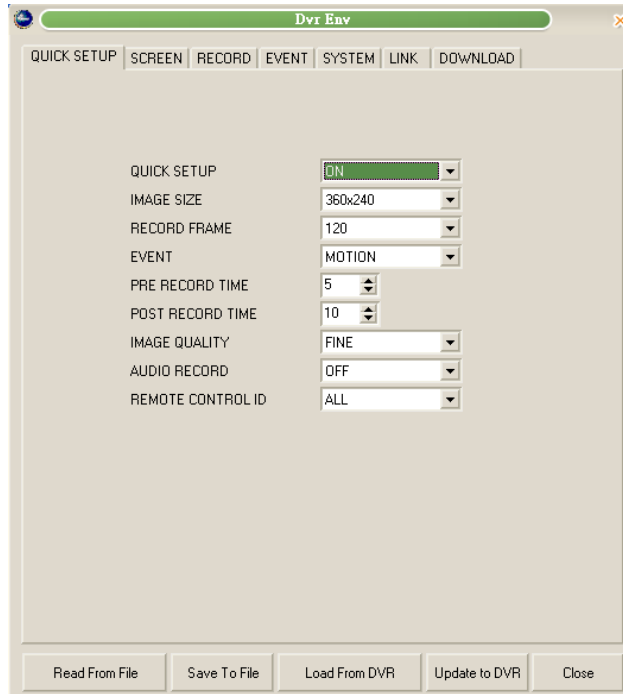 Dvr Env
QUICK SETUP SCREEN RECORD EVENT SYSTEM LINK DOWNLOAD
QUICK SETUP ON
IMAGE SIZE 360x240
RECORD FRAME 120
EVENT MOTION
PRE RECORD TIME 5
POST RECORD TIME 10
IMAGE QUALITY FINE
AUDIO RECORD OFF
REMOTE CONTROL ID ALL
Read From File Save To File Load From DVR Update to DVR Close